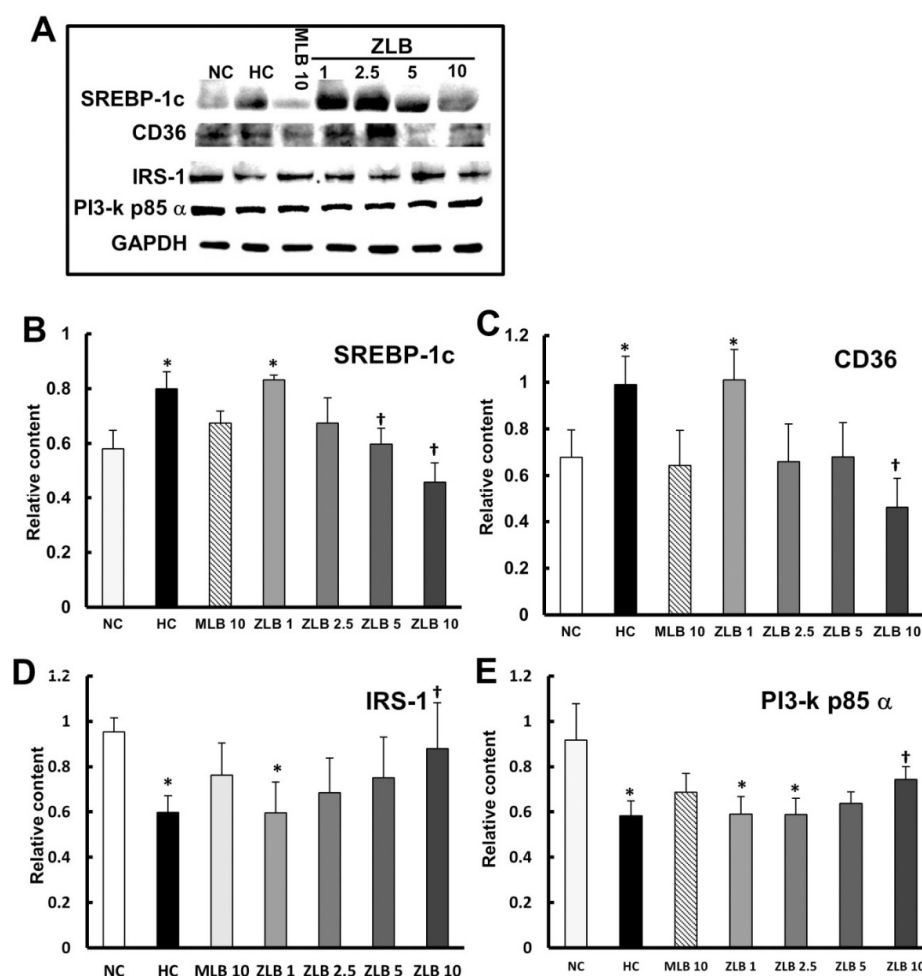 A
MLB 10
ZLB
NC HC 1 2.5 5 10
SREBP-1c
CD36
IRS-1
PI3-k p85 α
GAPDH
B
SREBP-1c
Relative content
1
0.8
0.6
0.4
0.2
0
* * † †
NC HC MLB 10 ZLB 1 ZLB 2.5 ZLB 5 ZLB 10
C
CD36
Relative content
1.2
1
0.8
0.6
0.4
0.2
0
* * †
NC HC MLB 10 ZLB 1 ZLB 2.5 ZLB 5 ZLB 10
D
IRS-1
Relative content
1.2
1
0.8
0.6
0.4
0.2
0
* * †
NC HC MLB 10 ZLB 1 ZLB 2.5 ZLB 5 ZLB 10
E
PI3-k p85 α
Relative content
1.2
1
0.8
0.6
0.4
0.2
0
* * * †
NC HC MLB 10 ZLB 1 ZLB 2.5 ZLB 5 ZLB 10